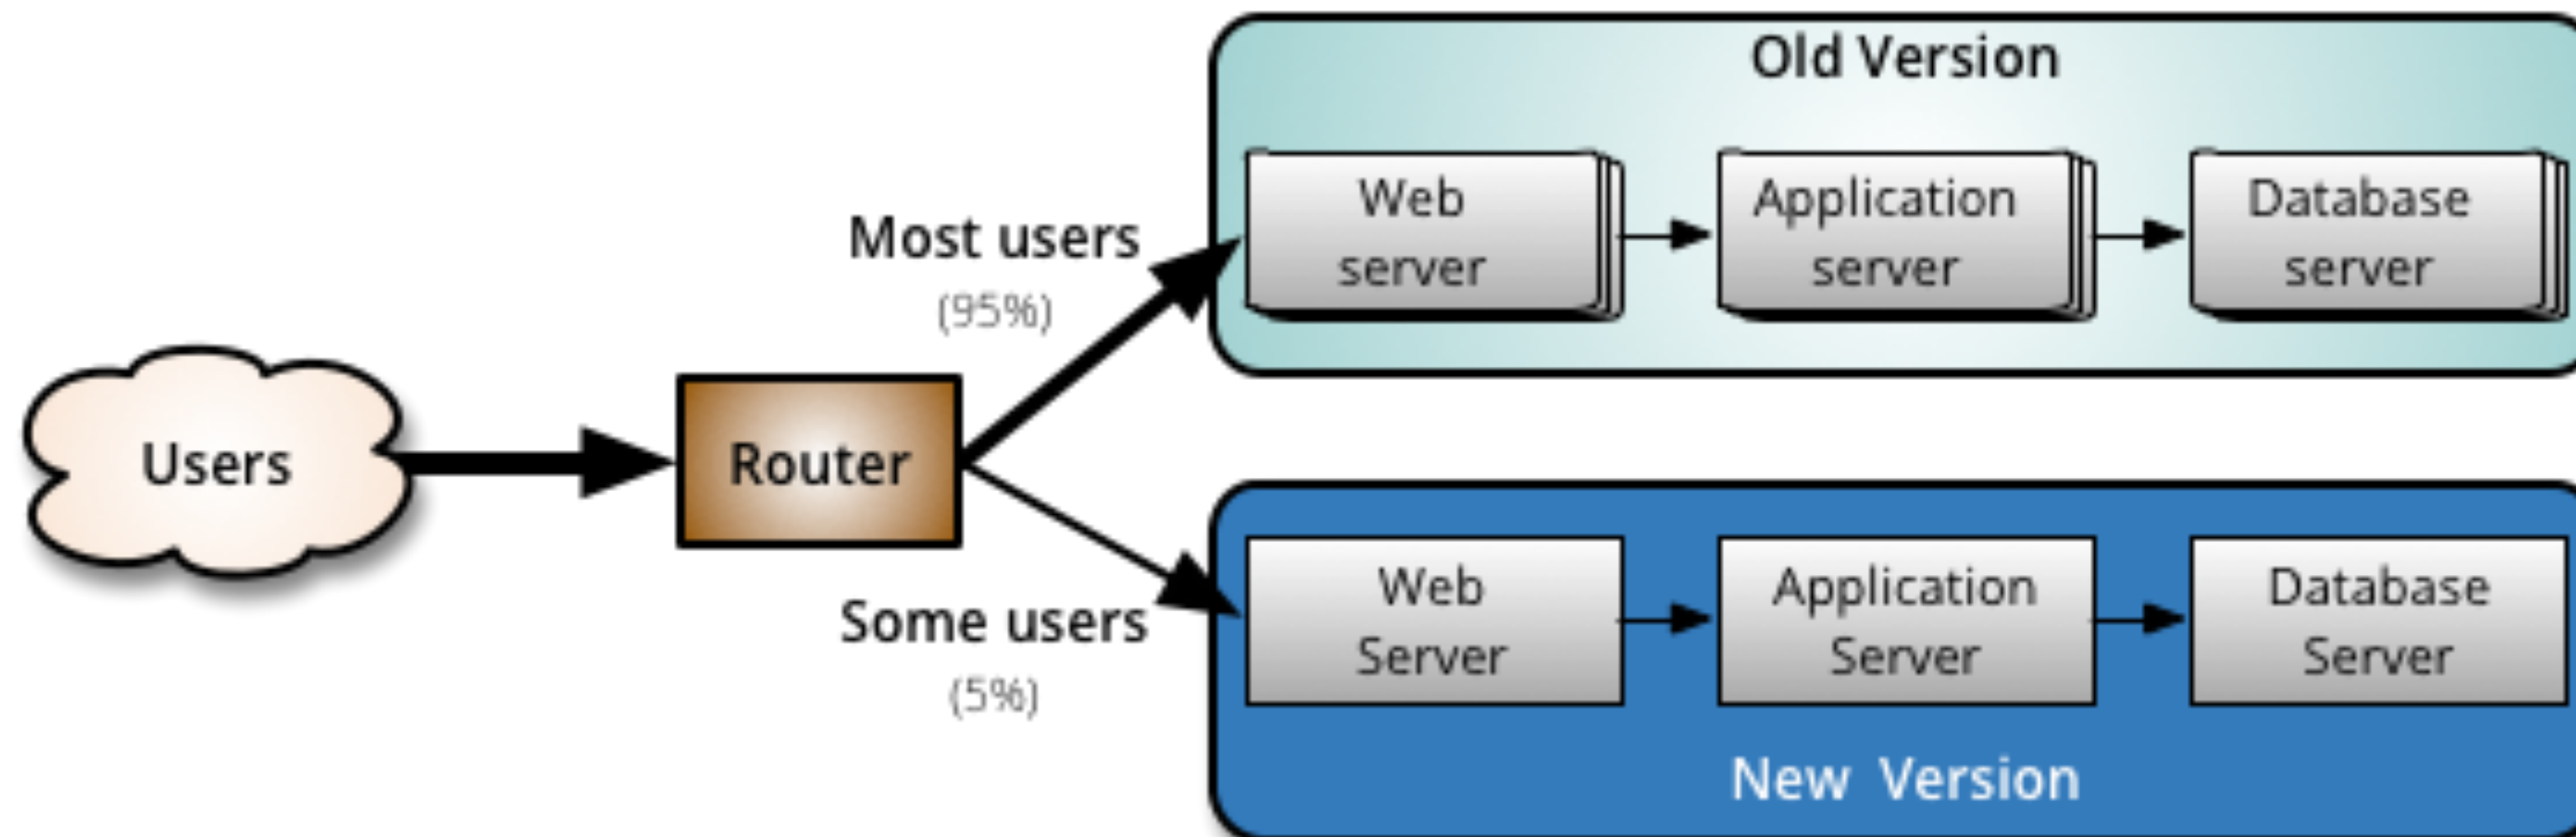 Old Version
Web
server
Application
server
Database
server
Most users
(95%)
Users
Router
Some users
(5%)
Web
Server
Application
Server
Database
Server
New Version